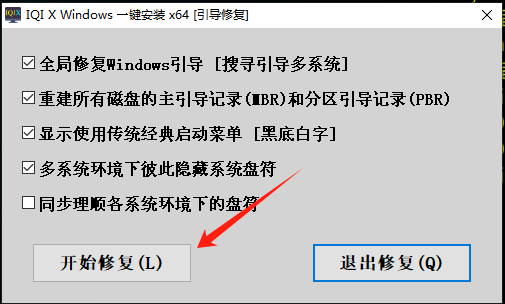 IQI X Windows 一键安装 x64 [引导修复]
全局修复Windows引导 [搜寻引导多系统]
重建所有磁盘的主引导记录(MBR)和分区引导记录(PBR)
显示使用传统经典启动菜单 [黑底白字]
多系统环境下彼此隐藏系统盘符
同步理顺各系统环境下的盘符
开始修复(L)
退出修复(Q)